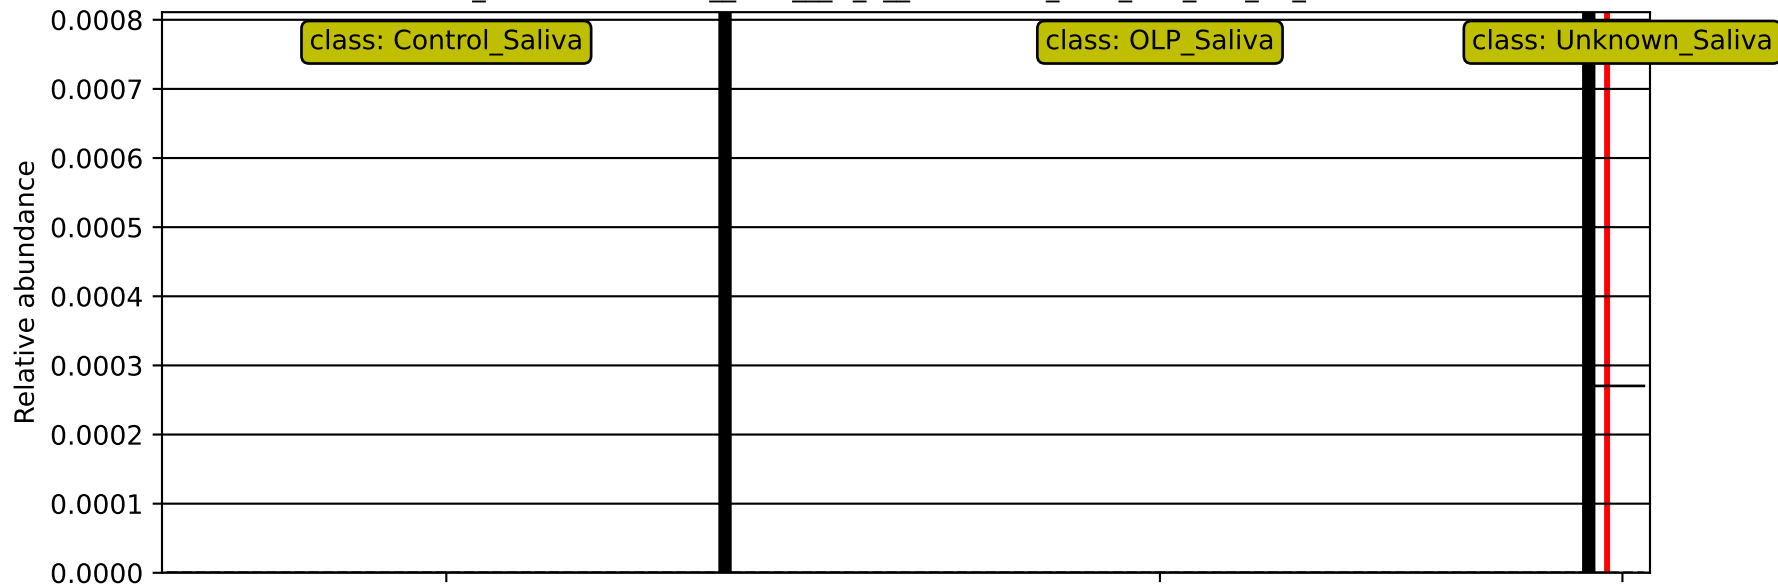 0.0008
class: Control_Saliva
class: OLP_Saliva
class: Unknown_Saliva
0.0007
0.0006
0.0005
0.0004
0.0003
0.0002
0.0001
0.0000
Relative abundance